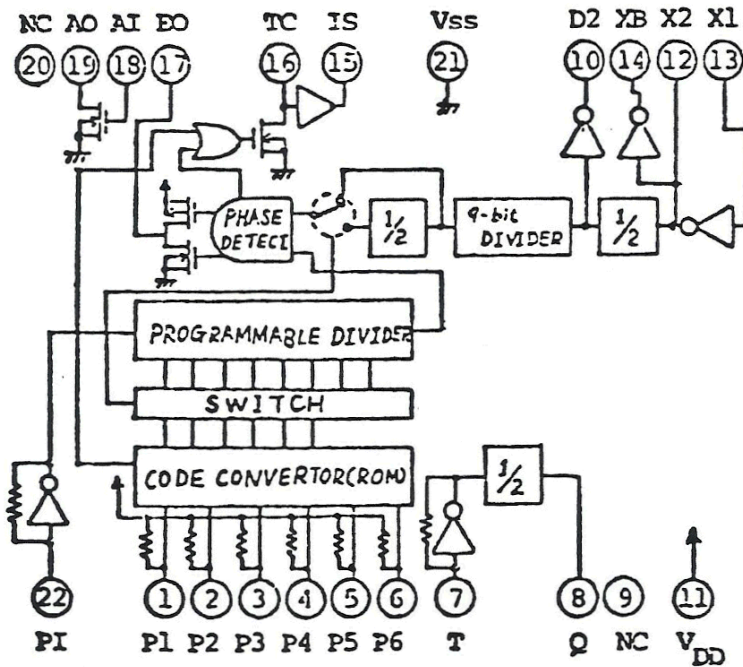 NC AO AI EO TC IS Vss D2 XB X2 X1
20 19 18 17 16 15 21 10 14 12 13
PHASE
DETECT
1/2
9-bit
DIVIDER
1/2
PROGRAMMABLE DIVIDER
SWITCH
CODE CONVERTOR(ROM)
1/2
22 1 2 3 4 5 6 7 8 9 11
PI P1 P2 P3 P4 P5 P6 T Q NC VDD